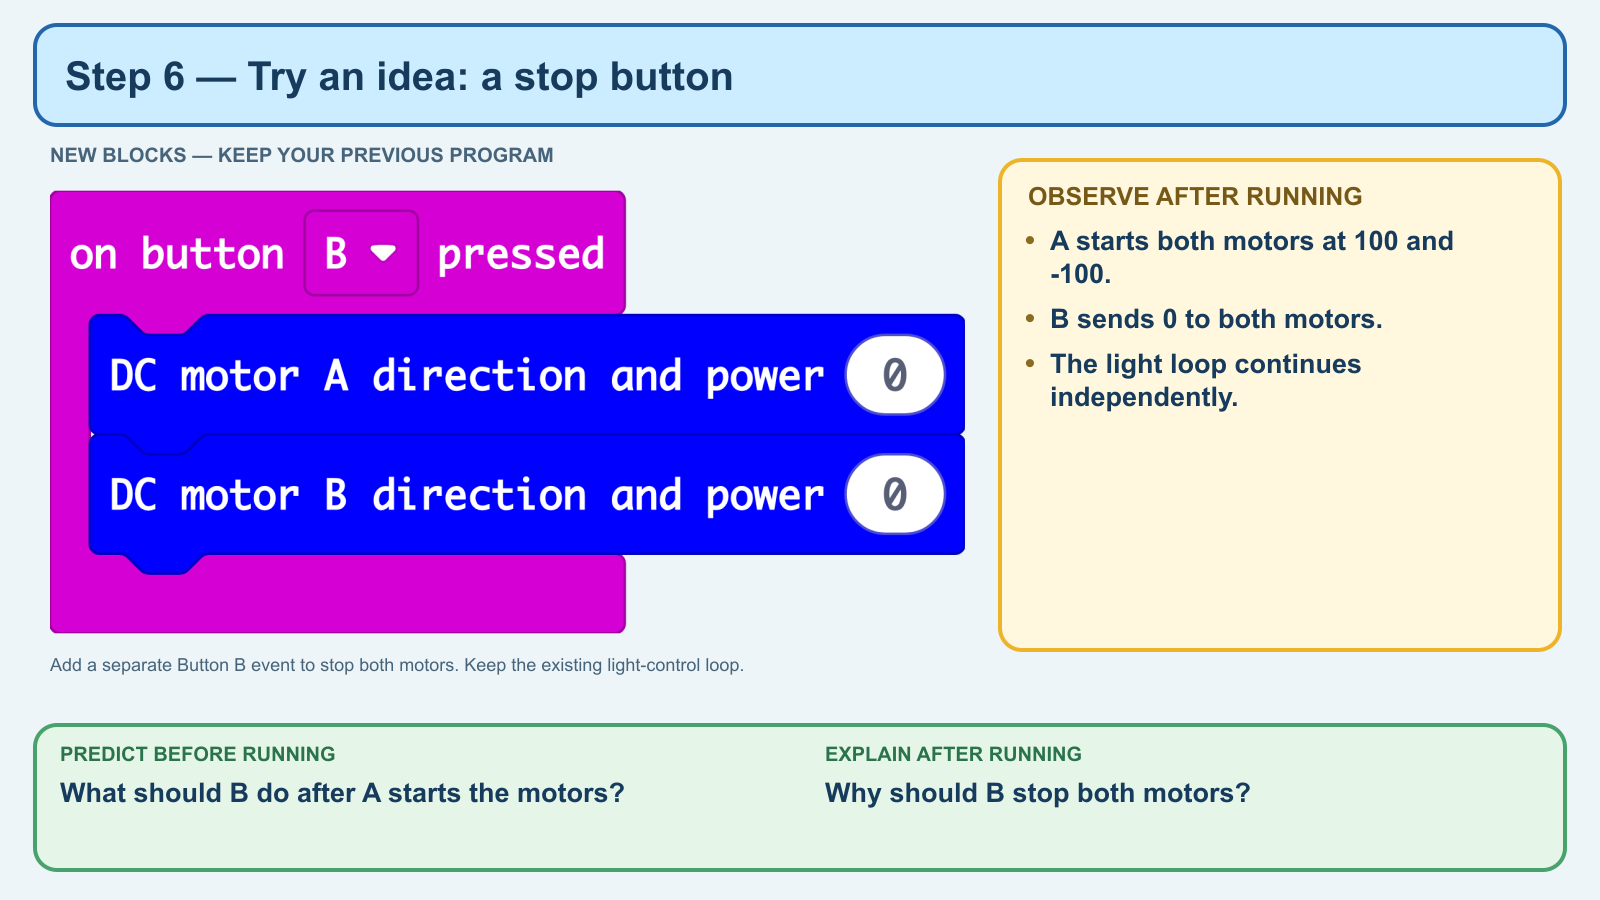 Step 6 — Try an idea: a stop button
NEW BLOCKS — KEEP YOUR PREVIOUS PROGRAM
on button B pressed
DC motor A direction and power 0
DC motor B direction and power 0
Add a separate Button B event to stop both motors. Keep the existing light-control loop.
OBSERVE AFTER RUNNING
• A starts both motors at 100 and
-100.
• B sends 0 to both motors.
• The light loop continues
independently.
PREDICT BEFORE RUNNING
What should B do after A starts the motors?
EXPLAIN AFTER RUNNING
Why should B stop both motors?